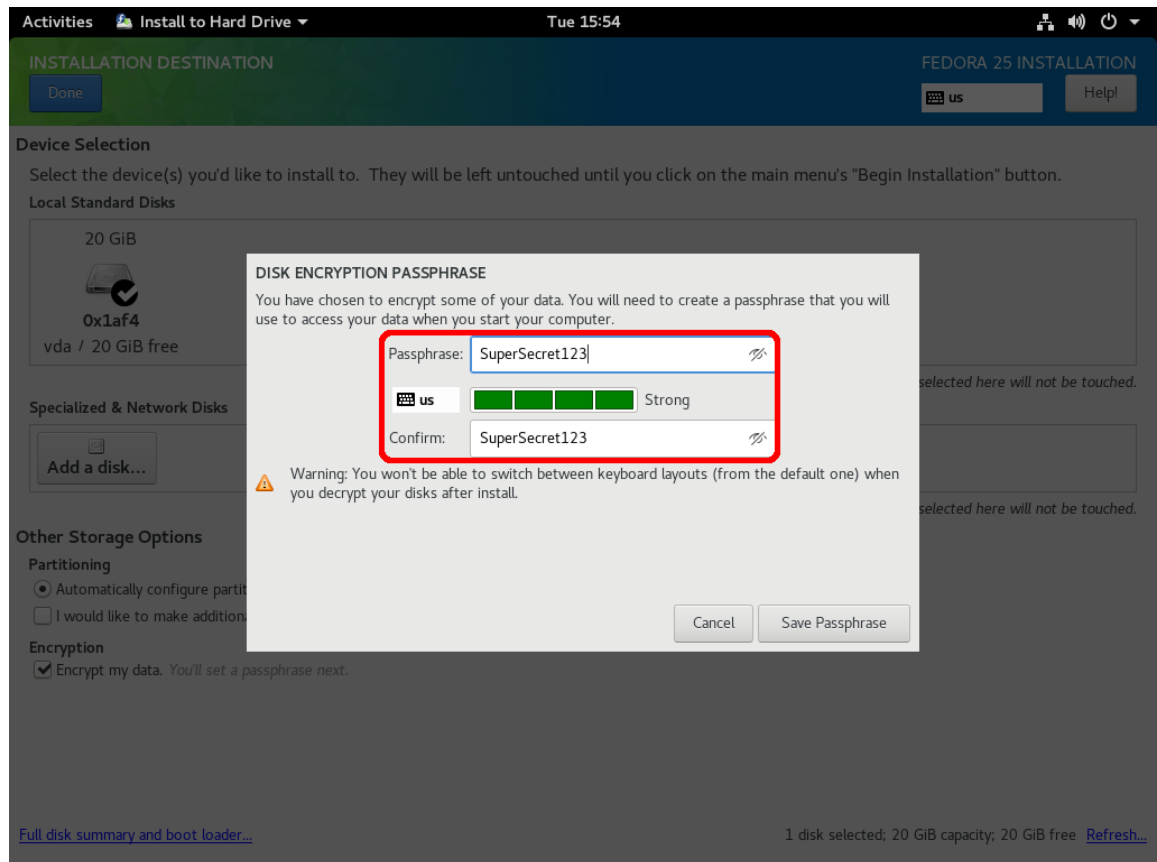 Activities Install to Hard Drive Tue 15:54
INSTALLATION DESTINATION
FEDORA 25 INSTALLATION
Done
us
Help!
Device Selection
Select the device(s) you'd like to install to. They will be left untouched until you click on the main menu's "Begin Installation" button.
Local Standard Disks
20 GiB
0x1af4
vda / 20 GiB free
selected here will not be touched.
DISK ENCRYPTION PASSPHRASE
You have chosen to encrypt some of your data. You will need to create a passphrase that you will
use to access your data when you start your computer.
Passphrase: SuperSecret123
us Strong
Confirm: SuperSecret123
Warning: You won't be able to switch between keyboard layouts (from the default one) when
you decrypt your disks after install.
Cancel Save Passphrase
Specialized & Network Disks
Add a disk...
selected here will not be touched.
Other Storage Options
Partitioning
Automatically configure partit
I would like to make addition
Encryption
Encrypt my data. You'll set a passphrase next.
Full disk summary and boot loader...
1 disk selected; 20 GiB capacity; 20 GiB free Refresh...